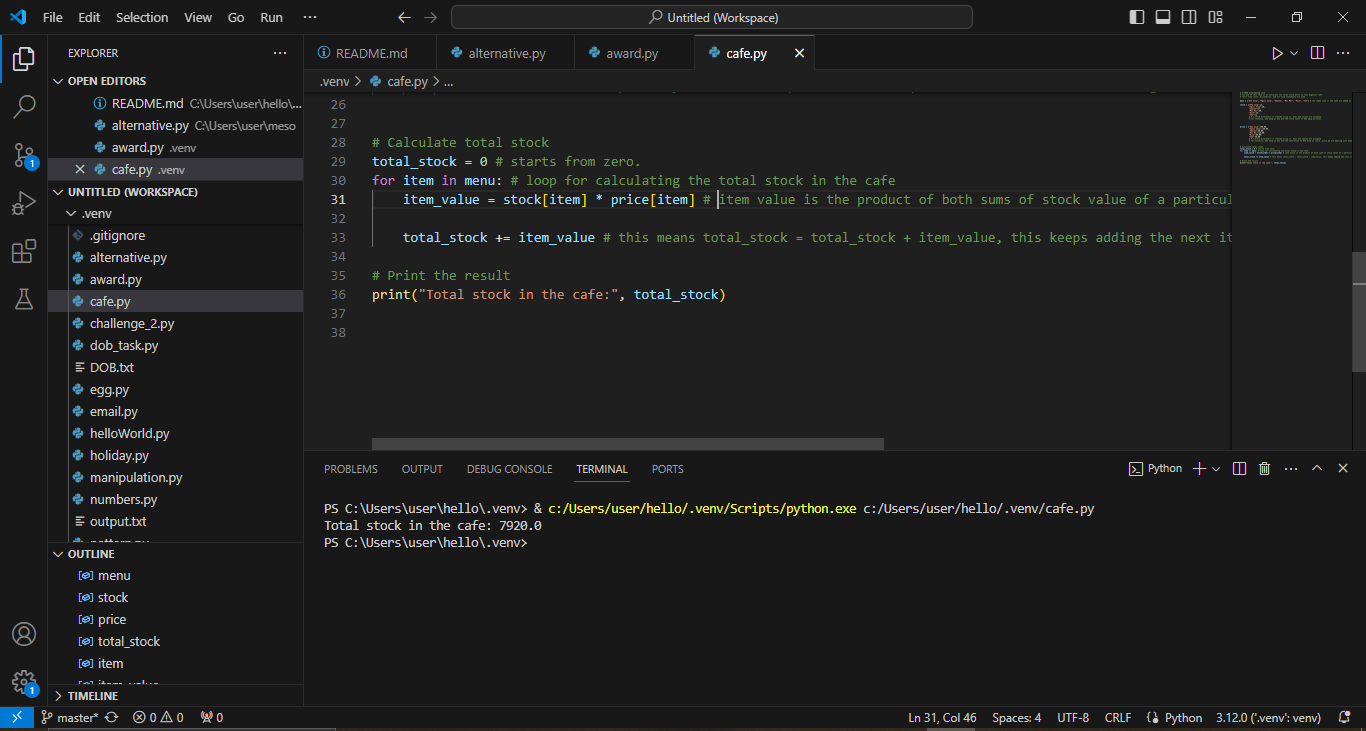 File Edit Selection View Go Run ··· Untitled (Workspace)
EXPLORER ···
OPEN EDITORS
README.md C:\Users\user\hello\...
alternative.py C:\Users\user\meso
award.py .venv
cafe.py .venv
UNTITLED (WORKSPACE)
.venv
.gitignore
alternative.py
award.py
cafe.py
challenge_2.py
dob_task.py
DOB.txt
egg.py
email.py
helloWorld.py
holiday.py
manipulation.py
numbers.py
output.txt
OUTLINE
menu
stock
price
total_stock
item
TIMELINE
README.md alternative.py award.py cafe.py
.venv > cafe.py > ...
26
27
28 # Calculate total stock
29 total_stock = 0 # starts from zero.
30 for item in menu: # loop for calculating the total stock in the cafe
31 item_value = stock[item] * price[item] # item value is the product of both sums of stock value of a particul
32
33 total_stock += item_value # this means total_stock = total_stock + item_value, this keeps adding the next it
34
35 # Print the result
36 print("Total stock in the cafe:", total_stock)
37
38
PROBLEMS OUTPUT DEBUG CONSOLE TERMINAL PORTS Python
PS C:\Users\user\hello\.venv> & c:/Users/user/hello/.venv/Scripts/python.exe c:/Users/user/hello/.venv/cafe.py
Total stock in the cafe: 7920.0
PS C:\Users\user\hello\.venv>
1
1
master* 0 0 0 Ln 31, Col 46 Spaces: 4 UTF-8 CRLF Python 3.12.0 ('.venv': venv)